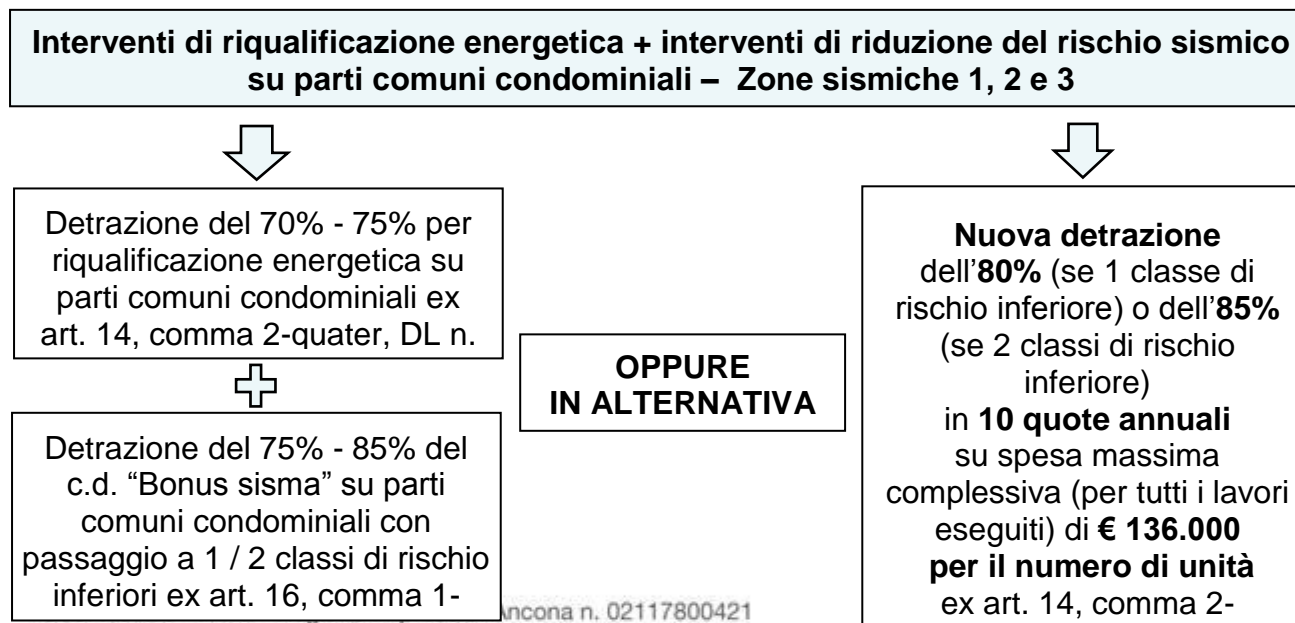 Interventi di riqualificazione energetica + interventi di riduzione del rischio sismico
su parti comuni condominiali – Zone sismiche 1, 2 e 3
Detrazione del 70% - 75% per
riqualificazione energetica su
parti comuni condominiali ex
art. 14, comma 2-quater, DL n.
Detrazione del 75% - 85% del
c.d. “Bonus sisma” su parti
comuni condominiali con
passaggio a 1 / 2 classi di rischio
inferiori ex art. 16, comma 1-
OPPURE
IN ALTERNATIVA
Nuova detrazione
dell’80% (se 1 classe di
rischio inferiore) o dell’85%
(se 2 classi di rischio
inferiore)
in 10 quote annuali
su spesa massima
complessiva (per tutti i lavori
eseguiti) di € 136.000
per il numero di unità
ex art. 14, comma 2-
Ancona n. 02117800421